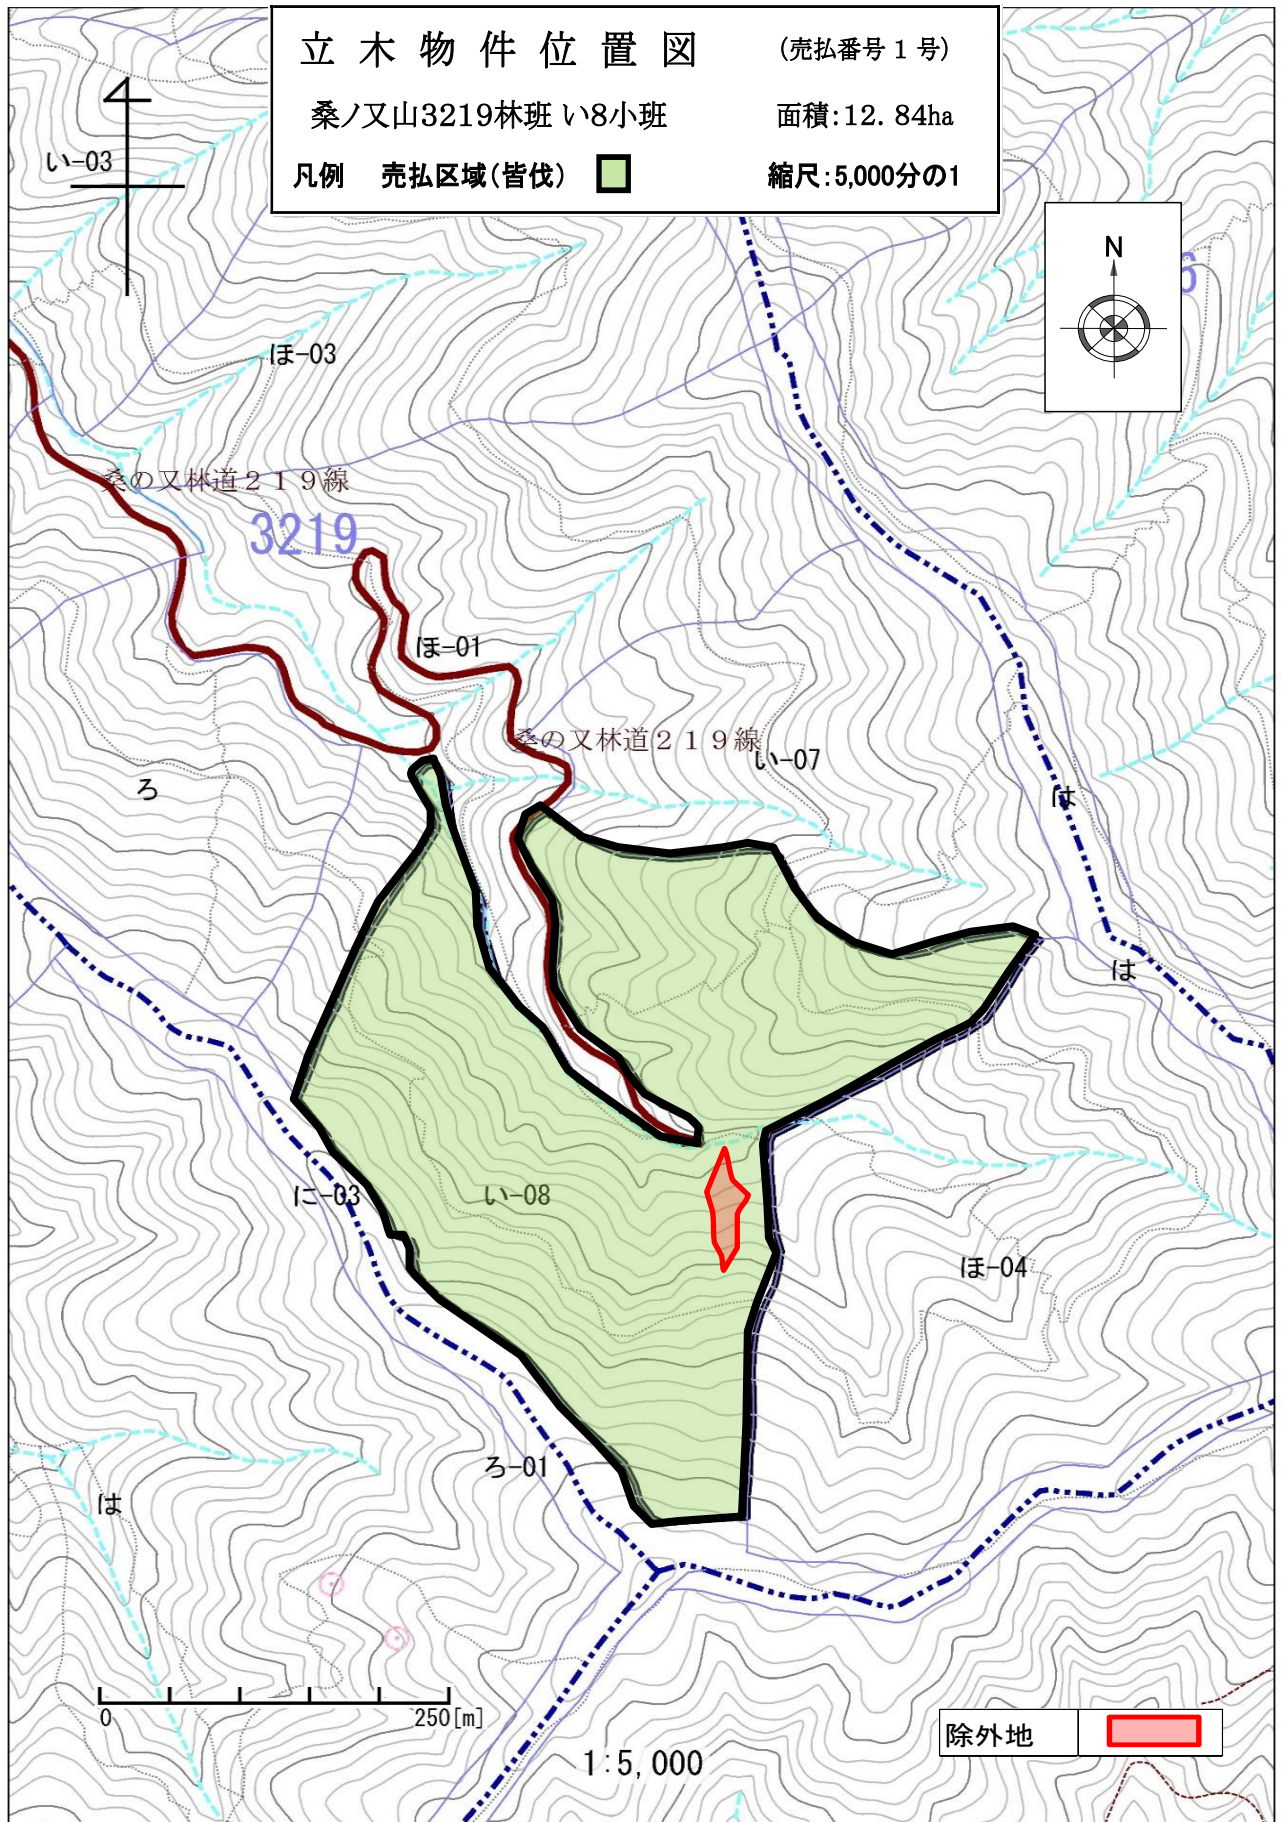 立木物件位置図 (売払番号 1 号)
桑ノ又山3219林班 い8小班 面積:12.84ha
凡例 売払区域(皆伐) 縮尺:5,000分の1
い-03
N
6
ほ-03
桑の又林道219線
3219
ほ-01
桑の又林道219線
い-07
ろ
は
は
に-03
い-08
ほ-04
ろ-01
は
0 250[m]
除外地
1:5,000